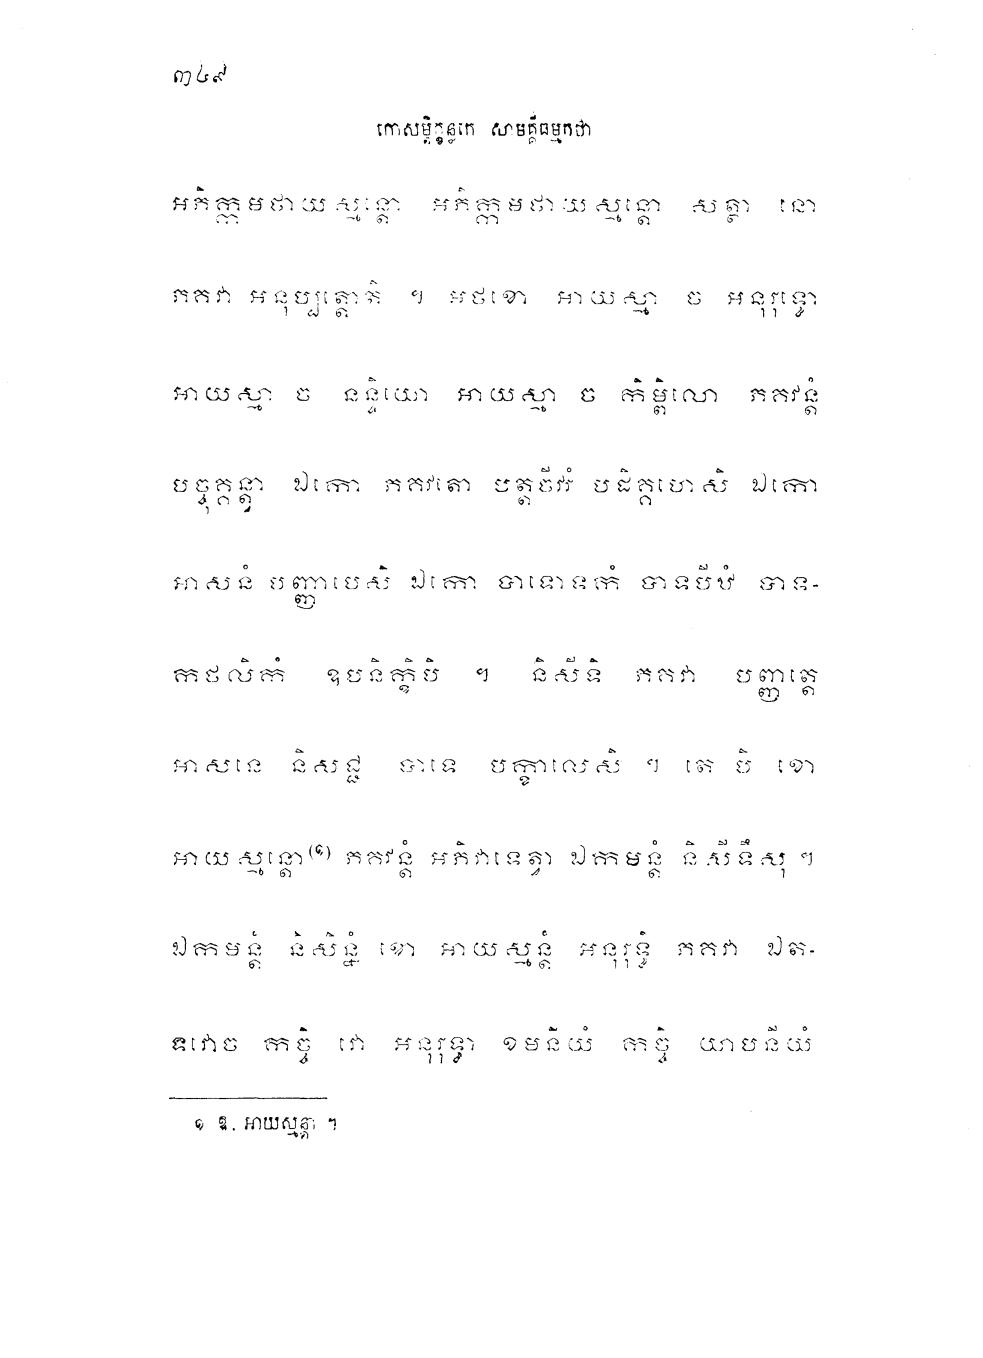 ៣៤៩
កោសម្ពិក្ខន្ធកេ សាមគ្គីធម្មកថា
អភិក្កមថាយស្មន្តោ អភិក្កមថាយស្មន្តោ សត្ថា នោ
ភគវា អនុប្បត្តោតិ ។ អថខោ អាយស្មា ច អនុរុទ្ធោ
អាយស្មា ច នន្ទិយោ អាយស្មា ច កិម្ពិលោ ភគវន្តំ
បច្ចុគ្គន្ត្វា ឯកោ ភគវតោ បត្តចីវរំ បដិគ្គហេសិ ឯកោ
អាសនំ បញ្ញាបេសិ ឯកោ បាទោទកំ បាទបីឋំ បាទ-
កថលិកំ ឧបនិក្ខិបិ ។ និសីទិ ភគវា បញ្ញត្តេ
អាសនេ និសជ្ជ បាទេ បក្ខាលេសិ ។ តេ បិ ខោ
អាយស្មន្តោ(១) ភគវន្តំ អភិវាទេត្វា ឯកមន្តំ និសីទឹសុ ។
ឯកមន្តំ និសិន្នំ ខោ អាយស្មន្តំ អនុរុទ្ធំ ភគវា ឯត-
ទវោច កច្ចិ វោ អនុរុទ្ធា ខមនីយំ កច្ចិ យាបនីយំ
១ ឱ. អាយស្មន្តា ។